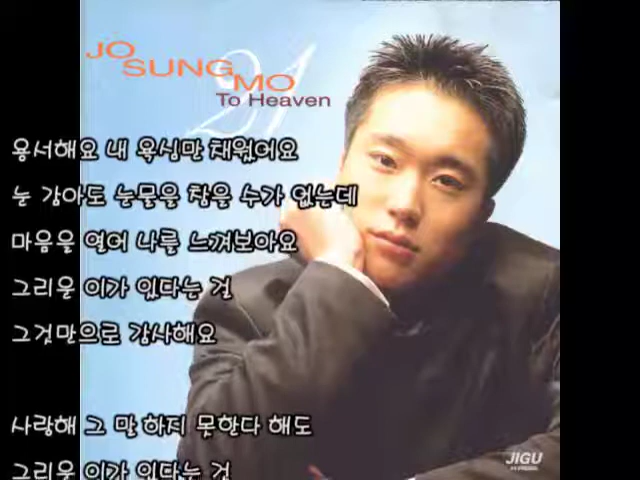 JO
SUNG
MO
21
To Heaven
용서해요 내 욕심만 채웠어요
눈 감아도 눈물을 참을 수가 없는데
마음을 열어 나를 느껴보아요
그리울 이가 있다는 걸
그것만으로 감사해요
사랑해 그 말 하지 못한다 해도
그리울 이가 있다는 걸
JIGU